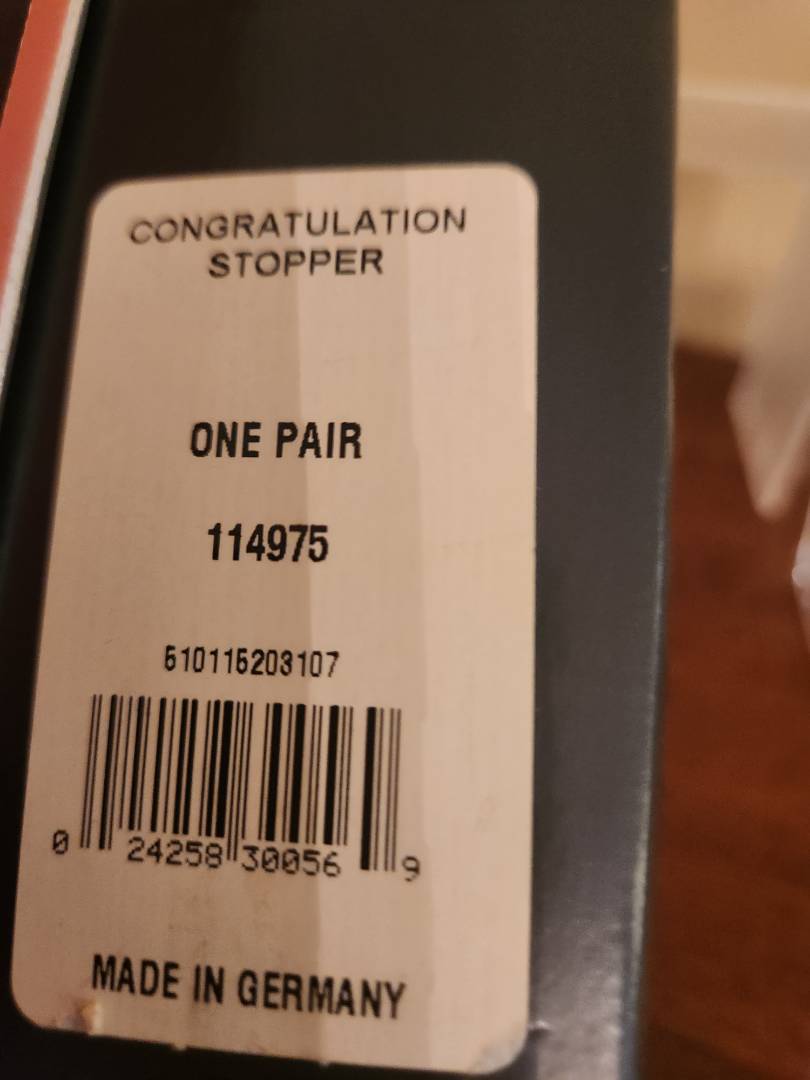 CONGRATULATION
STOPPER
ONE PAIR
114975
610115203107
0 24258 30056 9
MADE IN GERMANY